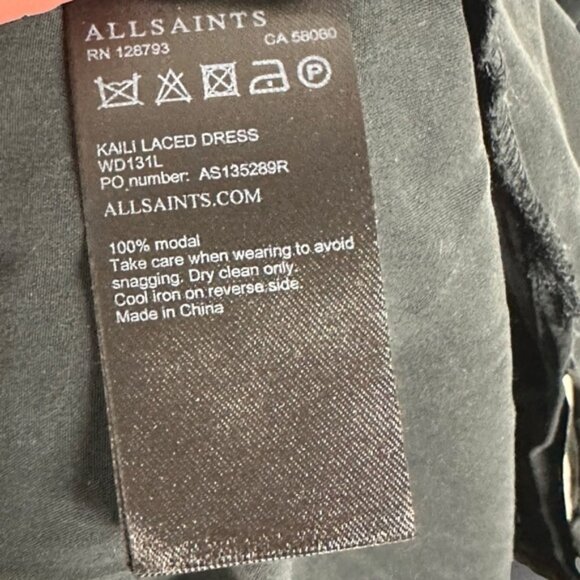 ALLSAINTS
RN 128793 CA 58060
P
KAILI LACED DRESS
WD131L
PO number: AS135289R
ALLSAINTS.COM
100% modal
Take care when wearing to avoid
snagging. Dry clean only.
Cool iron on reverse side.
Made in China